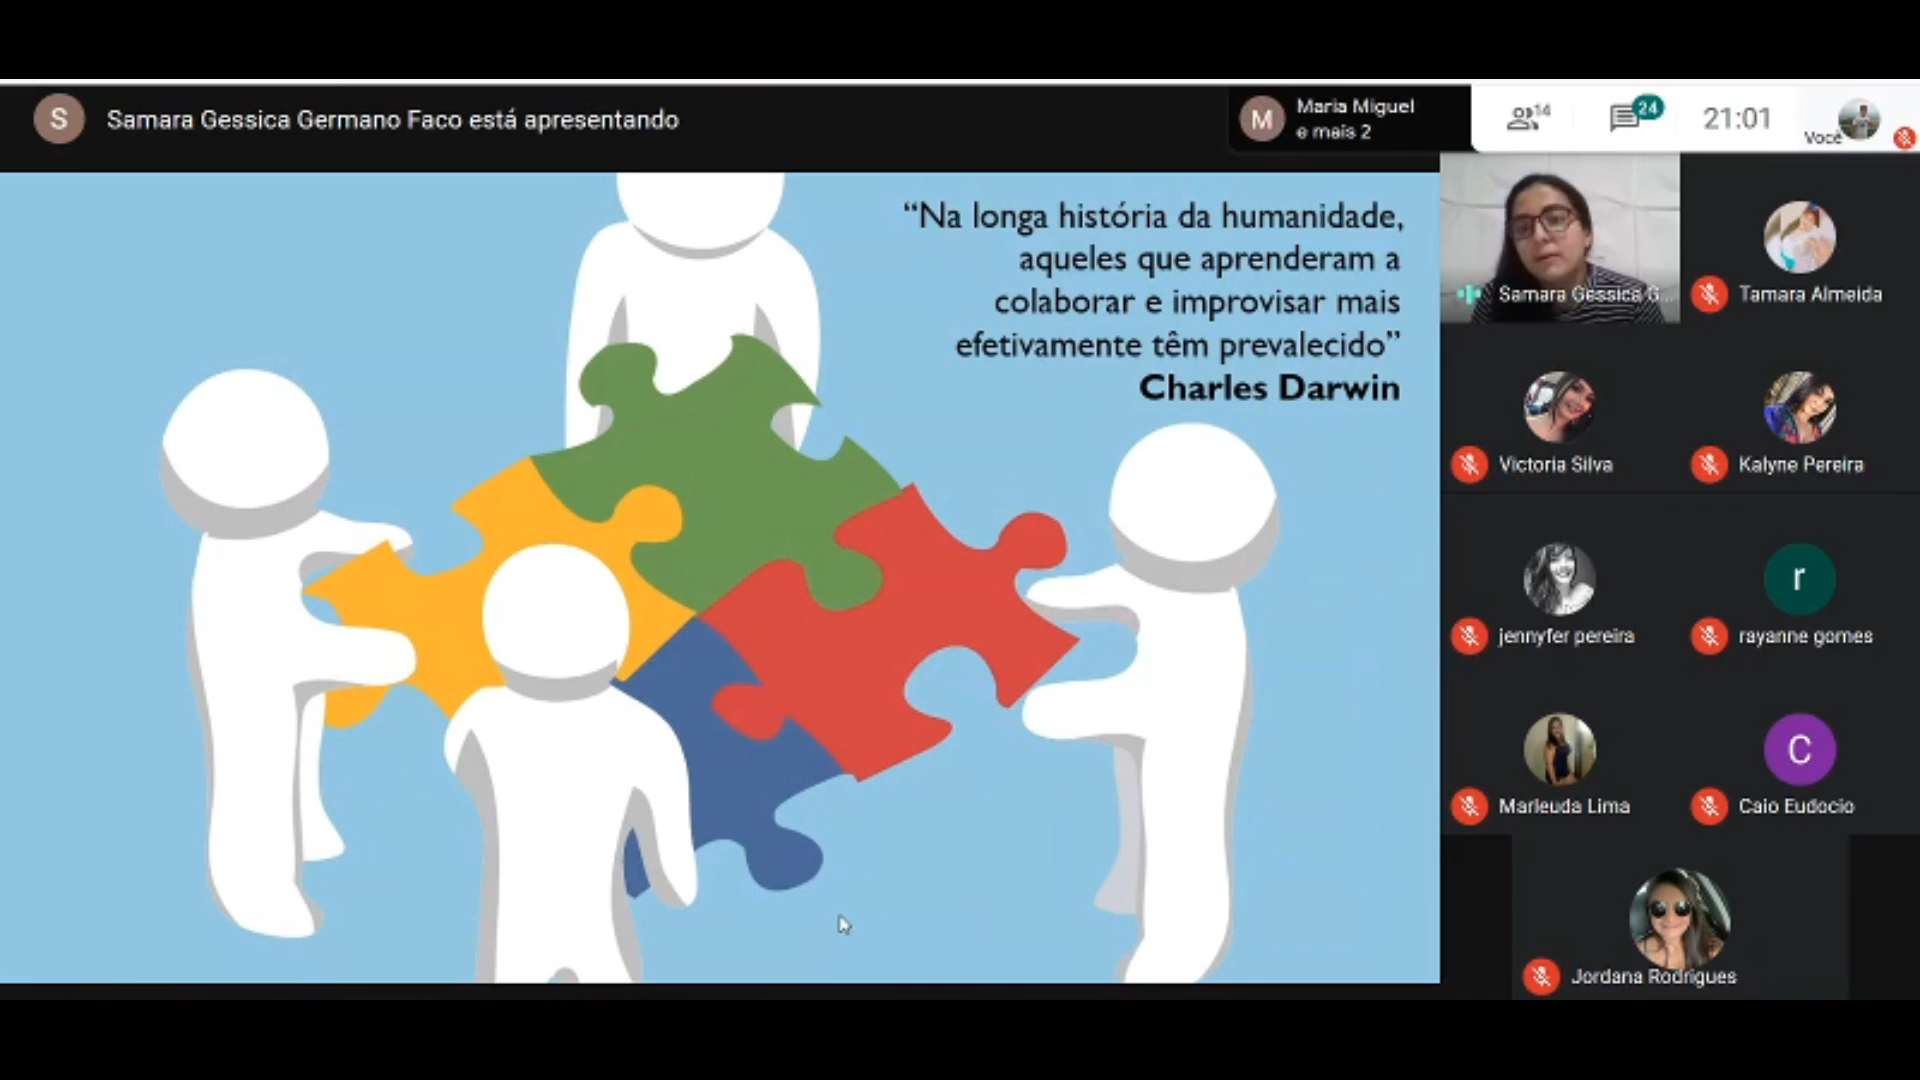 S
Samara Gessica Germano Faco está apresentando
M
Maria Miguel
e mais 2
14
24
21:01
Você
“Na longa história da humanidade,
aqueles que aprenderam a
colaborar e improvisar mais
efetivamente têm prevalecido”
Charles Darwin
Samara Gessica G...
Tamara Almeida
Victoria Silva
Kalyne Pereira
jennyfer pereira
r
rayanne gomes
Marleuda Lima
C
Caio Eudocio
Jordana Rodrigues